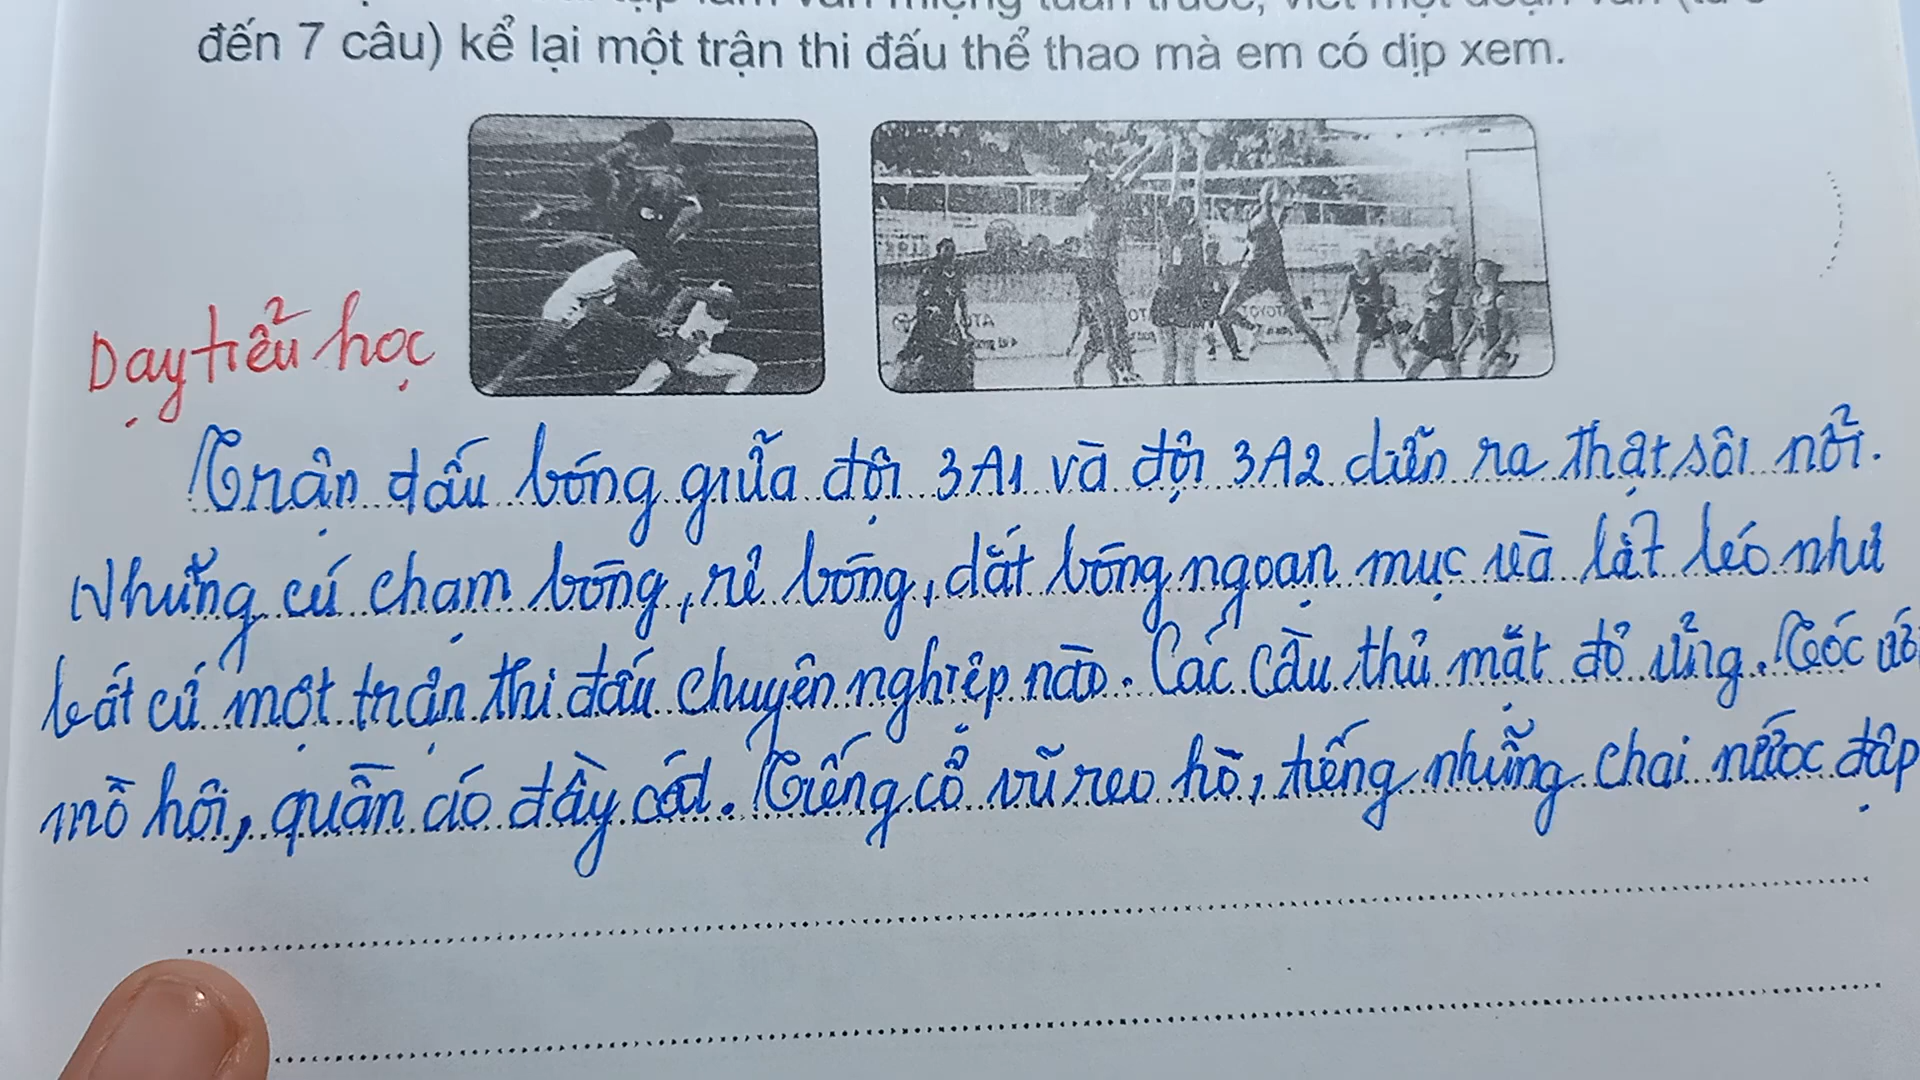 đến 7 câu) kể lại một trận thi đấu thể thao mà em có dịp xem.
Dạy tiểu học
Trận đấu bóng giữa đội 3A1 và đội 3A2 diễn ra thật sôi nổi.
Những cú chạm bóng, rê bóng, dắt bóng ngoạn mục và lắt léo như
bất cứ một trận thi đấu chuyên nghiệp nào. Các cầu thủ mặt đỏ ửng. Tóc ướ
mồ hôi, quần áo đầy cát. Tiếng cổ vũ reo hò, tiếng những chai nước đập